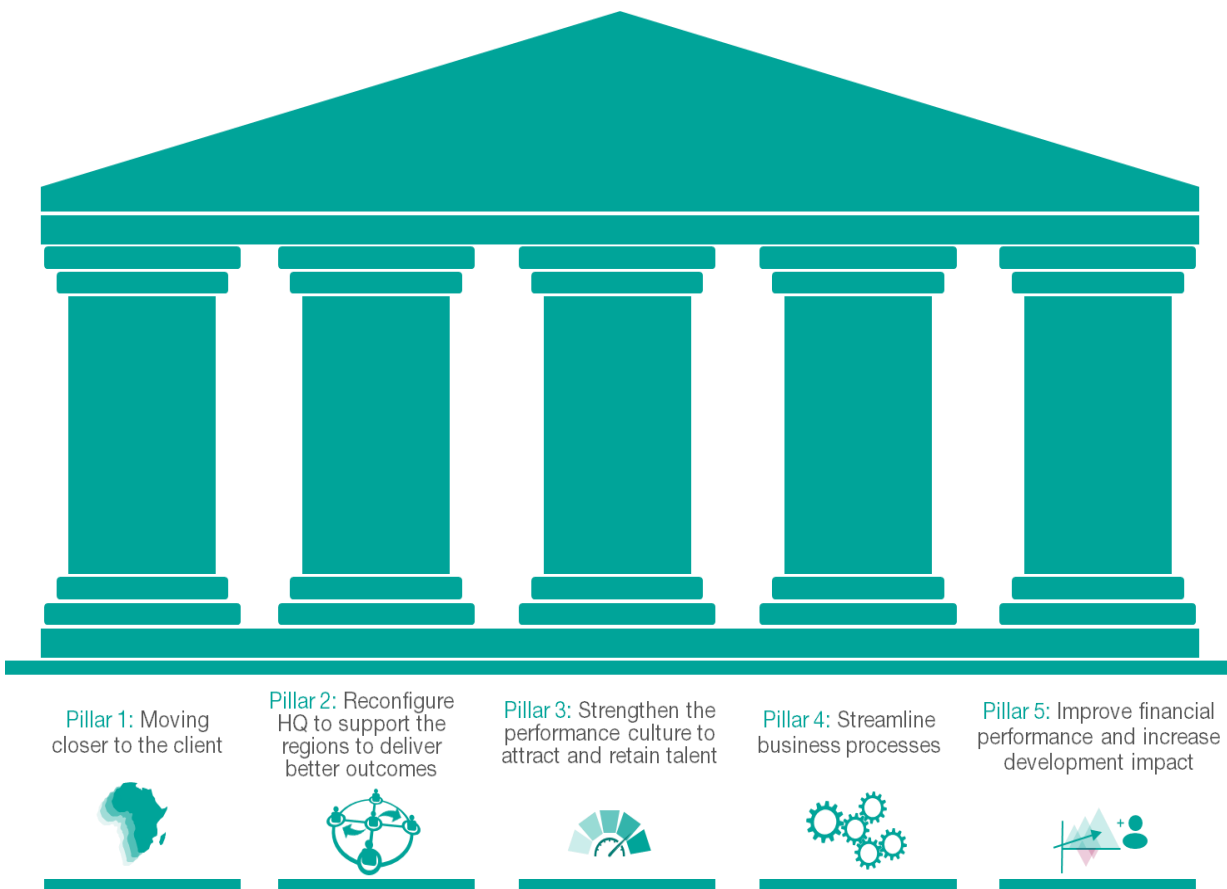 Pillar 1: Moving
closer to the client
Pillar 2: Reconfigure
HQ to support the
regions to deliver
better outcomes
Pillar 3: Strengthen the
performance culture to
attract and retain talent
Pillar 4: Streamline
business processes
Pillar 5: Improve financial
performance and increase
development impact